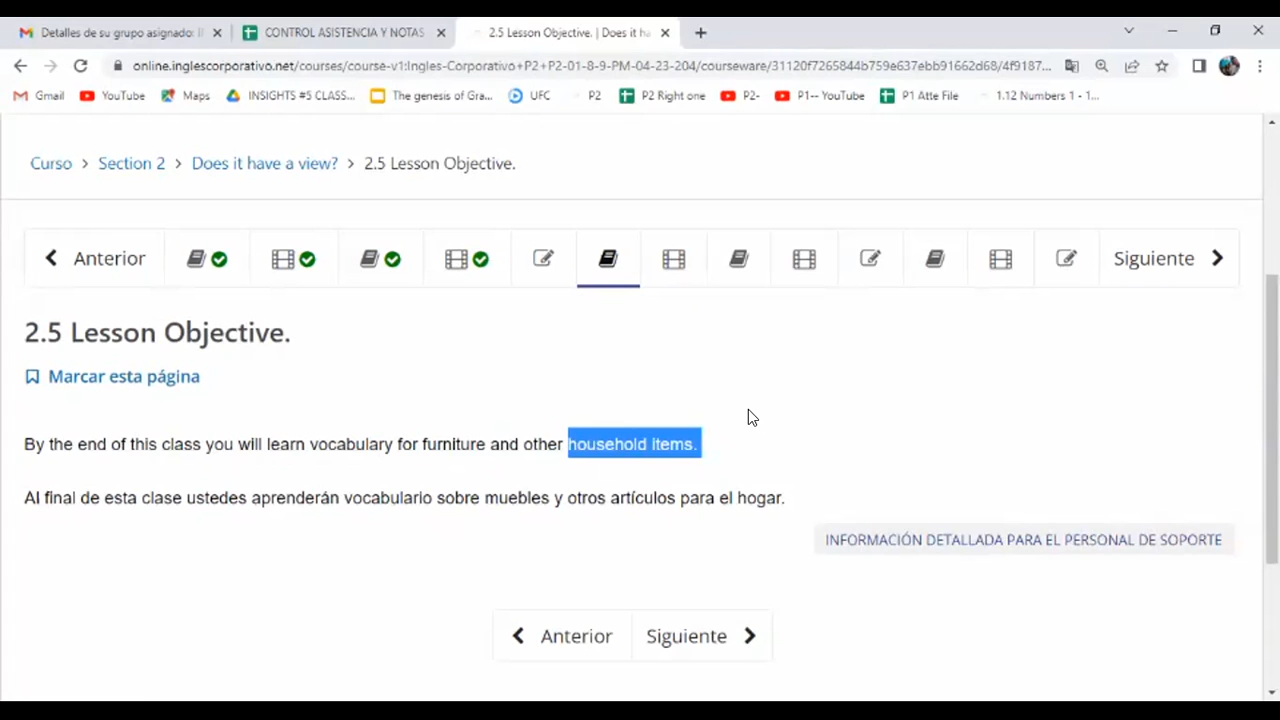 Detalles de su grupo asignado: II
CONTROL ASISTENCIA Y NOTAS
2.5 Lesson Objective. | Does it ha
online.inglescorporativo.net/courses/course-v1:Ingles-Corporativo+P2+P2-01-8-9-PM-04-23-204/courseware/31120f7265844b759e637ebb91662d68/4f9187...
Gmail YouTube Maps INSIGHTS #5 CLASS... The genesis of Gra... UFC P2 P2 Right one P2- P1-- YouTube P1 Atte File 1.12 Numbers 1 - 1...
Curso > Section 2 > Does it have a view? > 2.5 Lesson Objective.
Anterior Siguiente
2.5 Lesson Objective.
Marcar esta página
By the end of this class you will learn vocabulary for furniture and other household items.
Al final de esta clase ustedes aprenderán vocabulario sobre muebles y otros artículos para el hogar.
INFORMACIÓN DETALLADA PARA EL PERSONAL DE SOPORTE
Anterior Siguiente